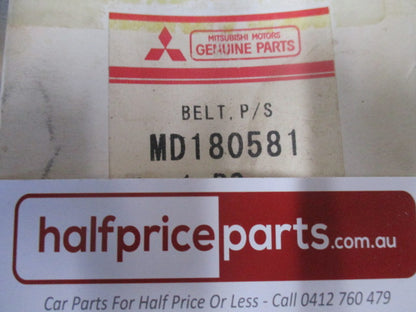 MITSUBISHI MOTORS
GENUINE PARTS
BELT, P/S
MD180581
halfpriceparts.com.au
Car Parts For Half Price Or Less - Call 0412 760 479